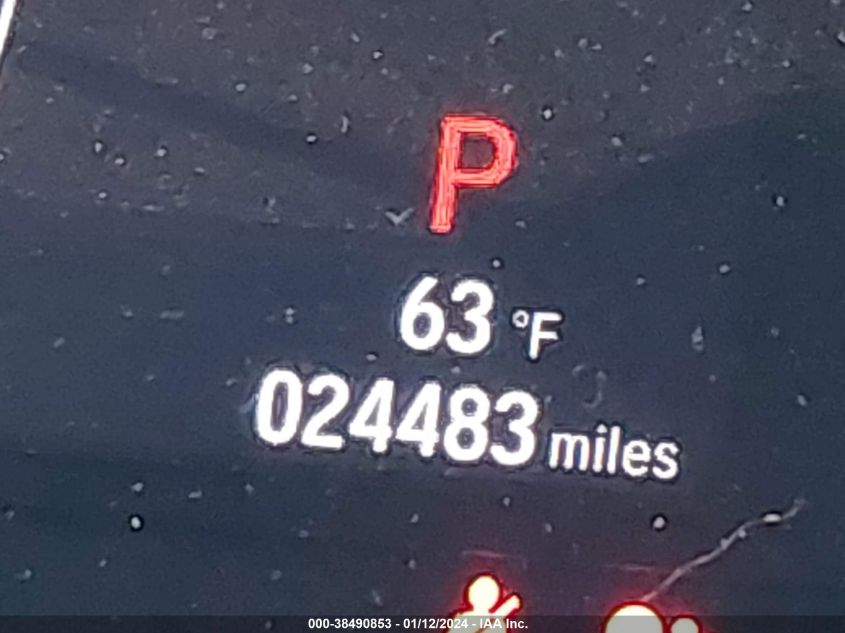 P
63 °F
024483 miles
000-38490853 - 01/12/2024 - IAA Inc.